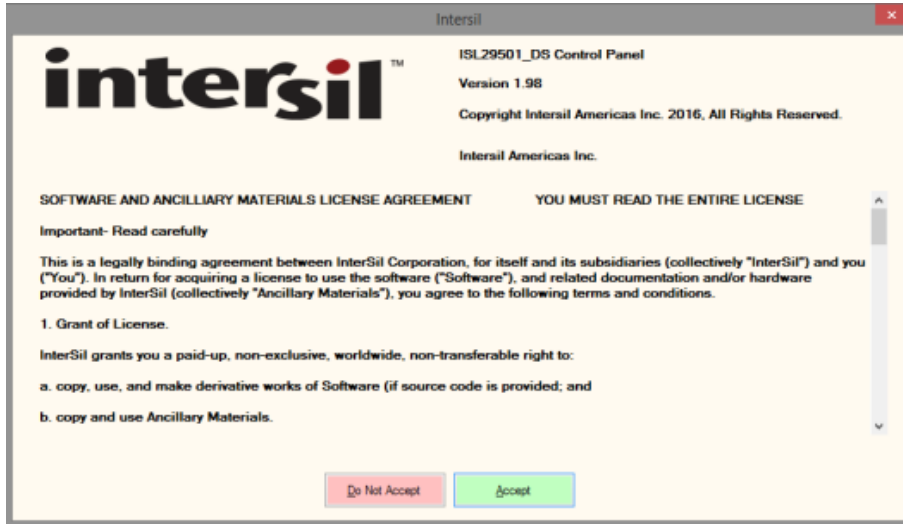 Intersil
intersil™
ISL29501_DS Control Panel
Version 1.98
Copyright Intersil Americas Inc. 2016, All Rights Reserved.
Intersil Americas Inc.
SOFTWARE AND ANCILLIARY MATERIALS LICENSE AGREEMENT YOU MUST READ THE ENTIRE LICENSE
Important- Read carefully
This is a legally binding agreement between InterSil Corporation, for itself and its subsidiaries (collectively "InterSil") and you
("You"). In return for acquiring a license to use the software ("Software"), and related documentation and/or hardware
provided by InterSil (collectively "Ancillary Materials"), you agree to the following terms and conditions.
1. Grant of License.
InterSil grants you a paid-up, non-exclusive, worldwide, non-transferable right to:
a. copy, use, and make derivative works of Software (if source code is provided; and
b. copy and use Ancillary Materials.
Do Not Accept
Accept